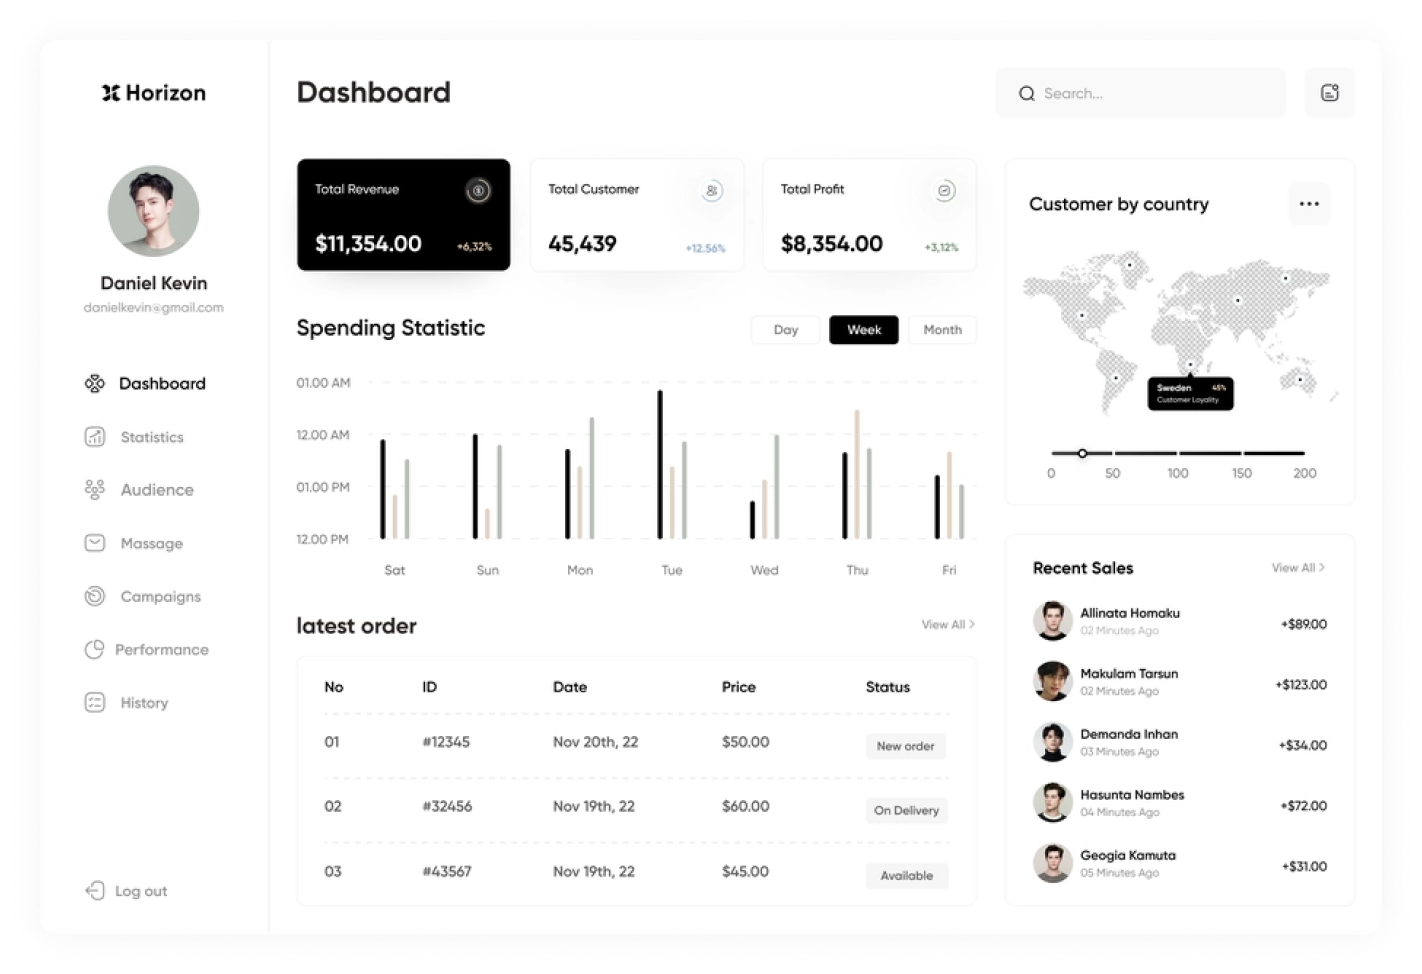 Horizon
Daniel Kevin
danielkevin@gmail.com
Dashboard
Statistics
Audience
Massage
Campaigns
Performance
History
Log out
Dashboard
Search...
Total Revenue
$11,354.00 +6,32%
Total Customer
45,439 +12.56%
Total Profit
$8,354.00 +3,12%
Spending Statistic
Day Week Month
01.00 AM
12.00 AM
01.00 PM
12.00 PM
Sat Sun Mon Tue Wed Thu Fri
latest order
View All >
No ID Date Price Status
01 #12345 Nov 20th, 22 $50.00 New order
02 #32456 Nov 19th, 22 $60.00 On Delivery
03 #43567 Nov 19th, 22 $45.00 Available
Customer by country
Sweden 45%
Customer Loyality
0 50 100 150 200
Recent Sales
View All >
Allinata Homaku
02 Minutes Ago
+$89.00
Makulam Tarsun
02 Minutes Ago
+$123.00
Demanda Inhan
03 Minutes Ago
+$34.00
Hasunta Nambes
04 Minutes Ago
+$72.00
Geogia Kamuta
05 Minutes Ago
+$31.00